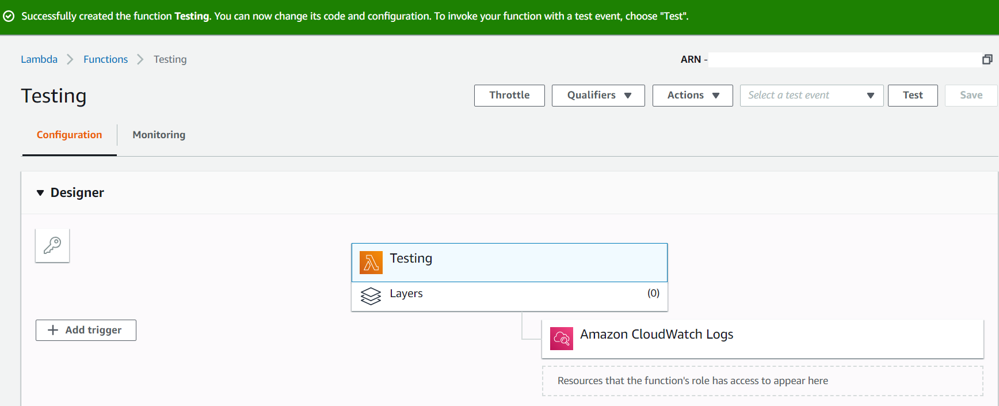 Successfully created the function Testing. You can now change its code and configuration. To invoke your function with a test event, choose "Test".
Lambda > Functions > Testing
ARN -
Testing
Throttle
Qualifiers
Actions
Select a test event
Test
Save
Configuration
Monitoring
Designer
Testing
Layers (0)
Add trigger
Amazon CloudWatch Logs
Resources that the function's role has access to appear here